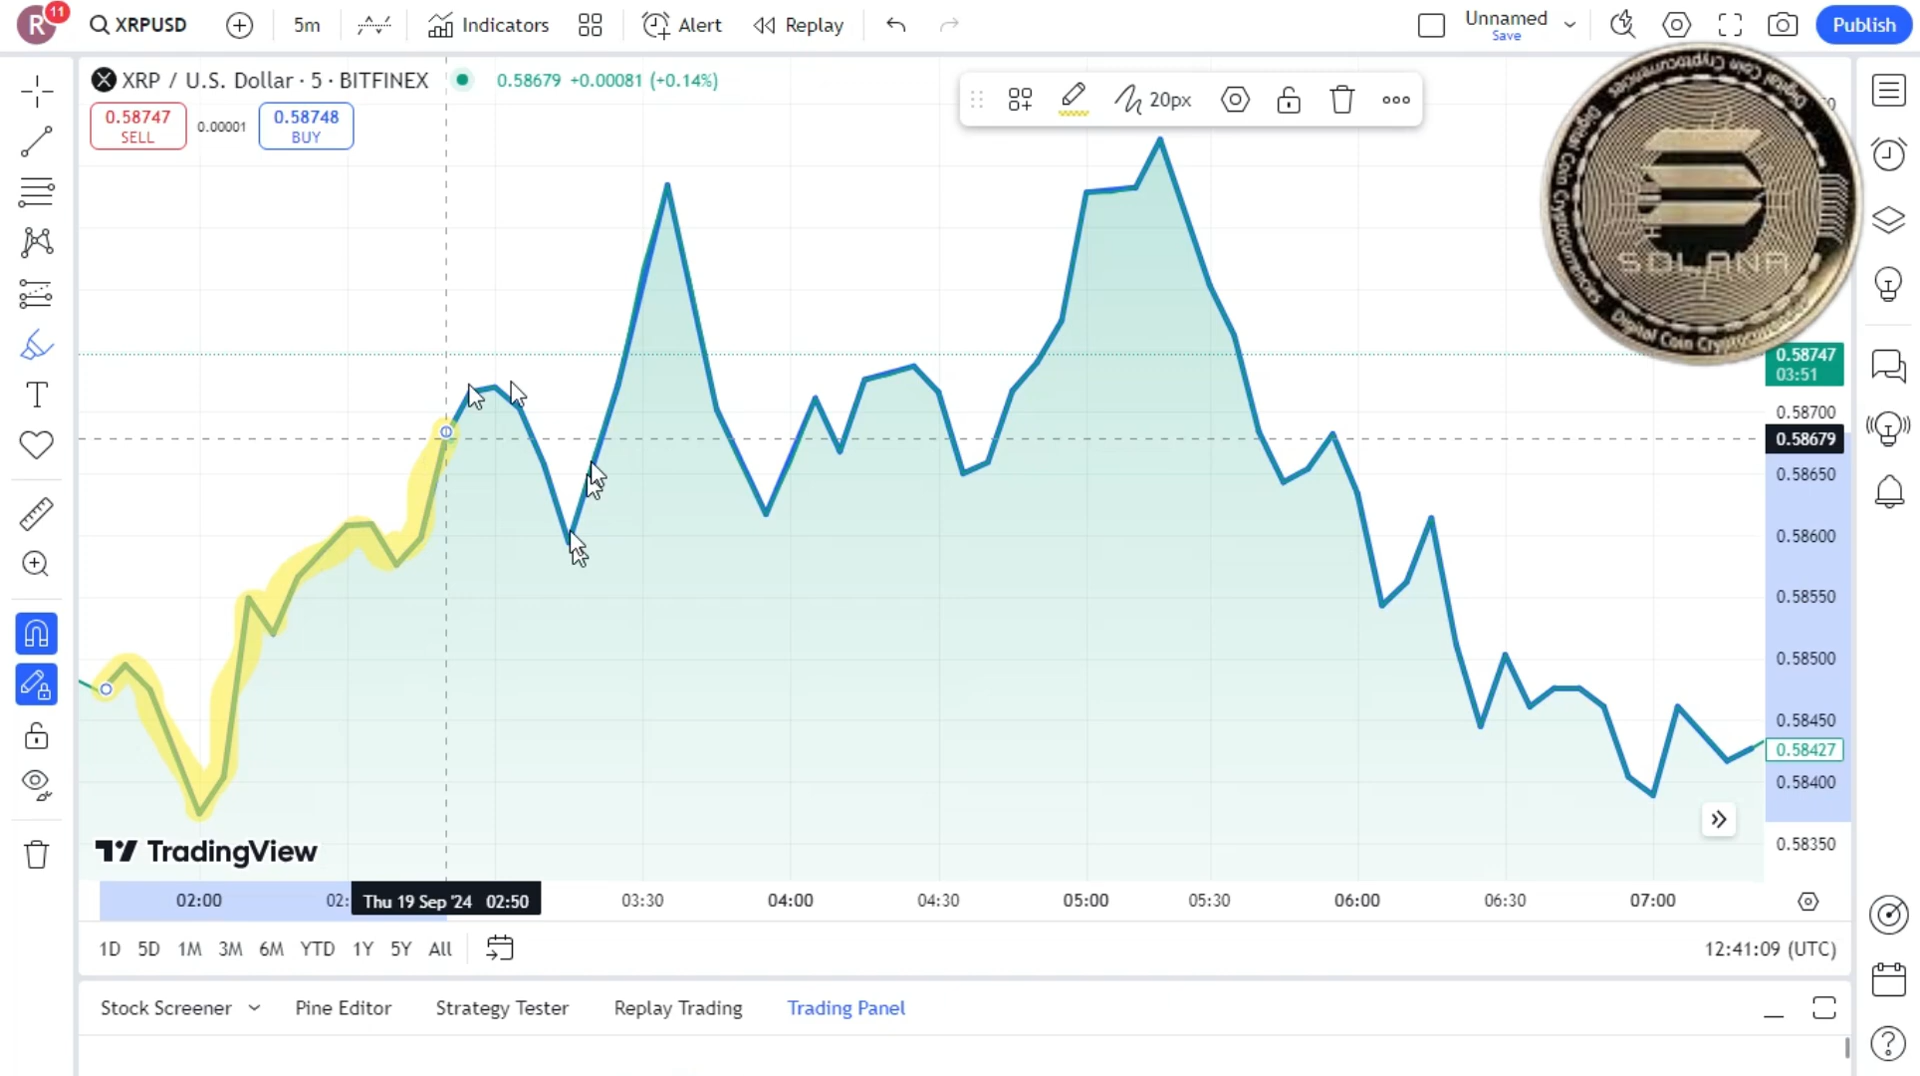 R 11 XRPUSD 5m Indicators Alert Replay Unnamed Save Publish
XRP / U.S. Dollar · 5 · BITFINEX 0.58679 +0.00081 (+0.14%)
0.58747 SELL 0.00001 0.58748 BUY
20px
SOLANA
Digital Coin Cryptocurrencies
0.58747
03:51
0.58700
0.58679
0.58650
0.58600
0.58550
0.58500
0.58450
0.58427
0.58400
0.58350
TradingView
02:00 02: Thu 19 Sep '24 02:50 03:30 04:00 04:30 05:00 05:30 06:00 06:30 07:00
1D 5D 1M 3M 6M YTD 1Y 5Y All 12:41:09 (UTC)
Stock Screener Pine Editor Strategy Tester Replay Trading Trading Panel